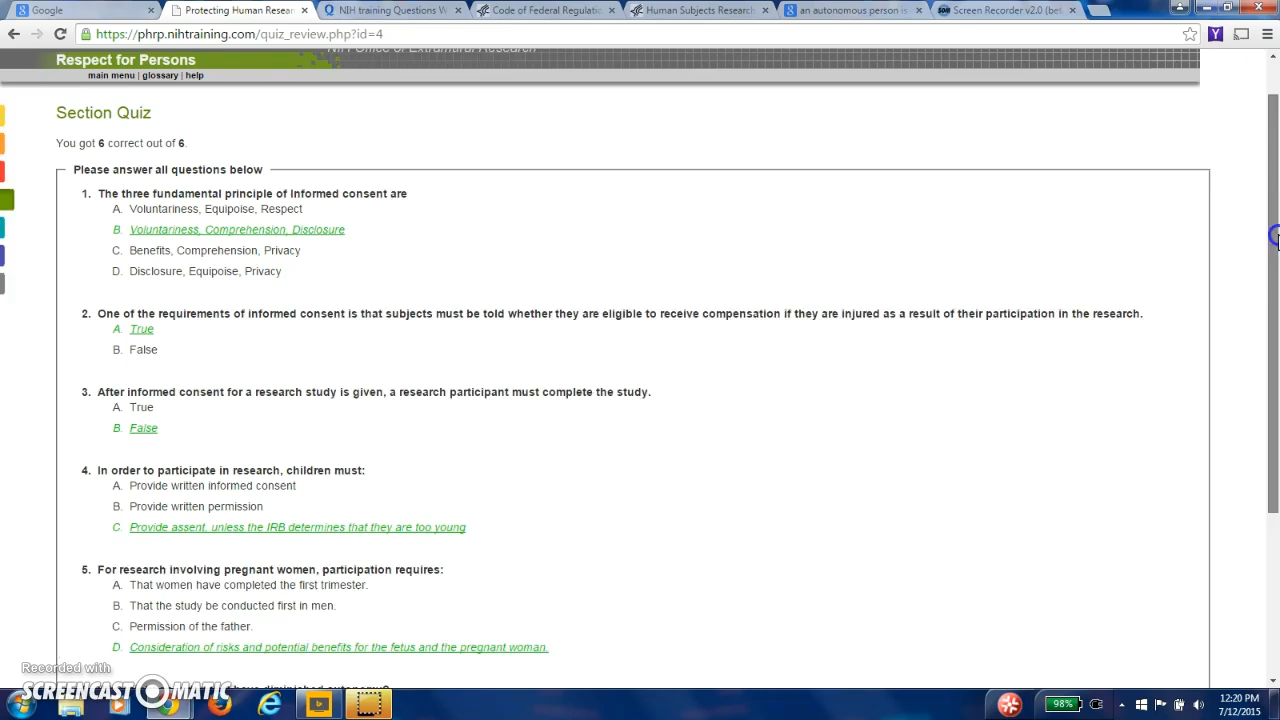 Google
Protecting Human Resear
NIH training Questions W
Code of Federal Regulatio
Human Subjects Research
an autonomous person is
Screen Recorder v2.0 (bet
https://phrp.nihtraining.com/quiz_review.php?id=4
NIH Office of Extramural Research
Respect for Persons
main menu | glossary | help
Section Quiz
You got 6 correct out of 6.
Please answer all questions below
1. The three fundamental principle of Informed consent are
A. Voluntariness, Equipoise, Respect
B. Voluntariness, Comprehension, Disclosure
C. Benefits, Comprehension, Privacy
D. Disclosure, Equipoise, Privacy
2. One of the requirements of informed consent is that subjects must be told whether they are eligible to receive compensation if they are injured as a result of their participation in the research.
A. True
B. False
3. After informed consent for a research study is given, a research participant must complete the study.
A. True
B. False
4. In order to participate in research, children must:
A. Provide written informed consent
B. Provide written permission
C. Provide assent, unless the IRB determines that they are too young
5. For research involving pregnant women, participation requires:
A. That women have completed the first trimester.
B. That the study be conducted first in men.
C. Permission of the father.
D. Consideration of risks and potential benefits for the fetus and the pregnant woman.
have diminished autonomy?
Recorded with
SCREENCAST MATIC
98%
12:20 PM
7/12/2015